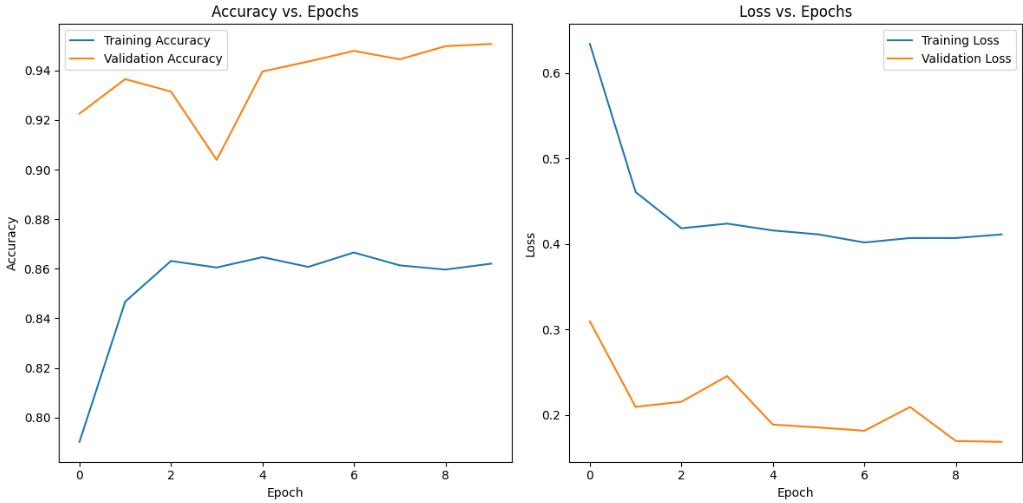 Accuracy vs. Epochs
Training Accuracy
Validation Accuracy
0.94
0.92
0.90
0.88
0.86
0.84
0.82
0.80
Accuracy
0 2 4 6 8
Epoch
Loss vs. Epochs
Training Loss
Validation Loss
0.6
0.5
0.4
0.3
0.2
Loss
0 2 4 6 8
Epoch